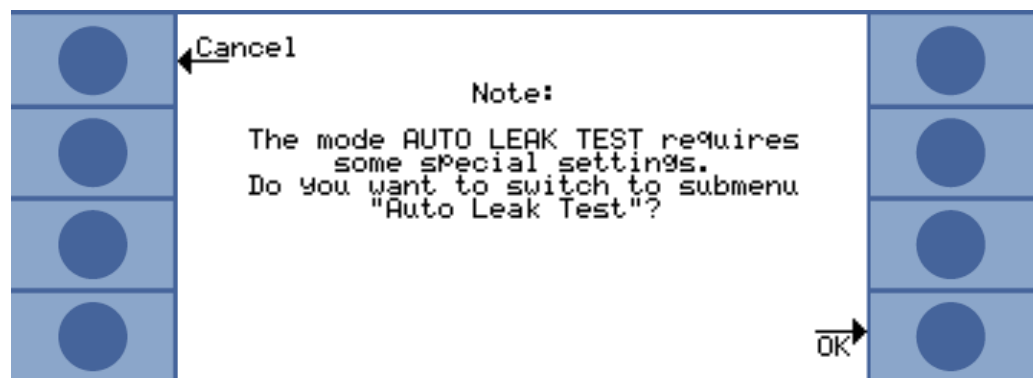 Cancel
Note:
The mode AUTO LEAK TEST requires
some special settings.
Do you want to switch to submenu
"Auto Leak Test"?
OK